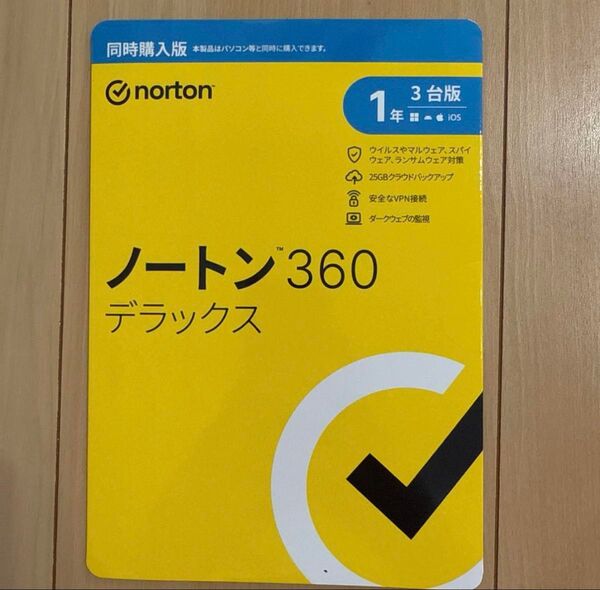 同時購入版 本製品はパソコン等と同時に購入できます。
norton
1年 3台版
iOS
ウイルスやマルウェア、スパイ
ウェア、ランサムウェア対策
25GBクラウドバックアップ
安全なVPN接続
ダークウェブの監視
ノートン™ 360
デラックス